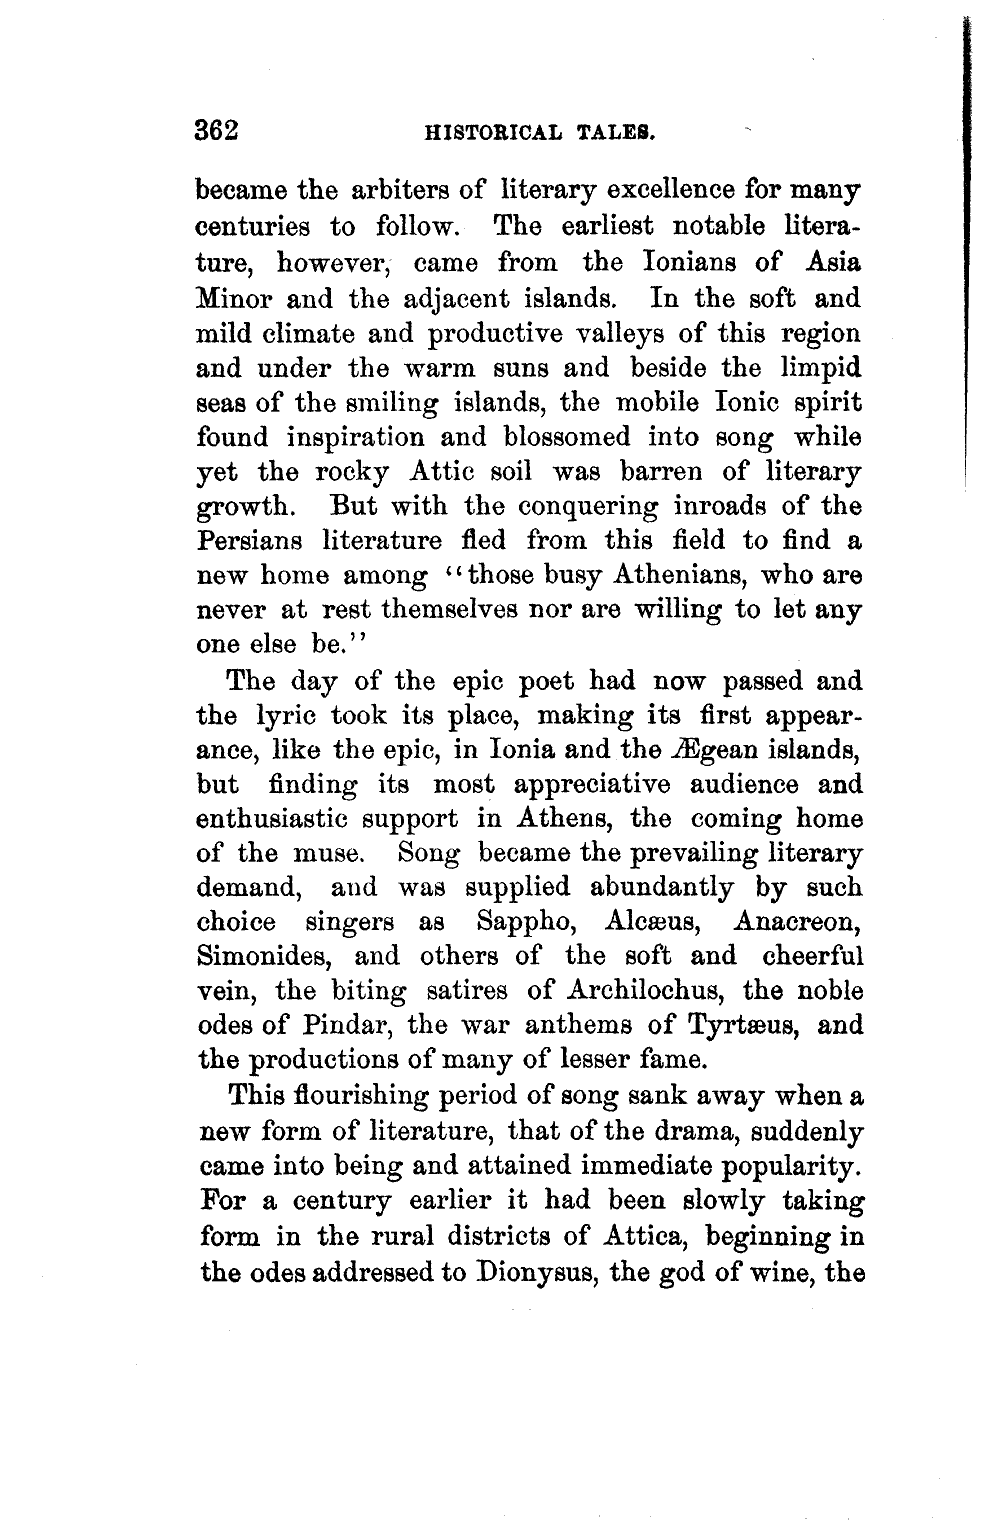 362 HISTORICAL TALES.
became the arbiters of literary excellence for many
centuries to follow. The earliest notable litera-
ture, however, came from the Ionians of Asia
Minor and the adjacent islands. In the soft and
mild climate and productive valleys of this region
and under the warm suns and beside the limpid
seas of the smiling islands, the mobile Ionic spirit
found inspiration and blossomed into song while
yet the rocky Attic soil was barren of literary
growth. But with the conquering inroads of the
Persians literature fled from this field to find a
new home among “those busy Athenians, who are
never at rest themselves nor are willing to let any
one else be.”
The day of the epic poet had now passed and
the lyric took its place, making its first appear-
ance, like the epic, in Ionia and the Ægean islands,
but finding its most appreciative audience and
enthusiastic support in Athens, the coming home
of the muse. Song became the prevailing literary
demand, and was supplied abundantly by such
choice singers as Sappho, Alcæus, Anacreon,
Simonides, and others of the soft and cheerful
vein, the biting satires of Archilochus, the noble
odes of Pindar, the war anthems of Tyrtæus, and
the productions of many of lesser fame.
This flourishing period of song sank away when a
new form of literature, that of the drama, suddenly
came into being and attained immediate popularity.
For a century earlier it had been slowly taking
form in the rural districts of Attica, beginning in
the odes addressed to Dionysus, the god of wine, the